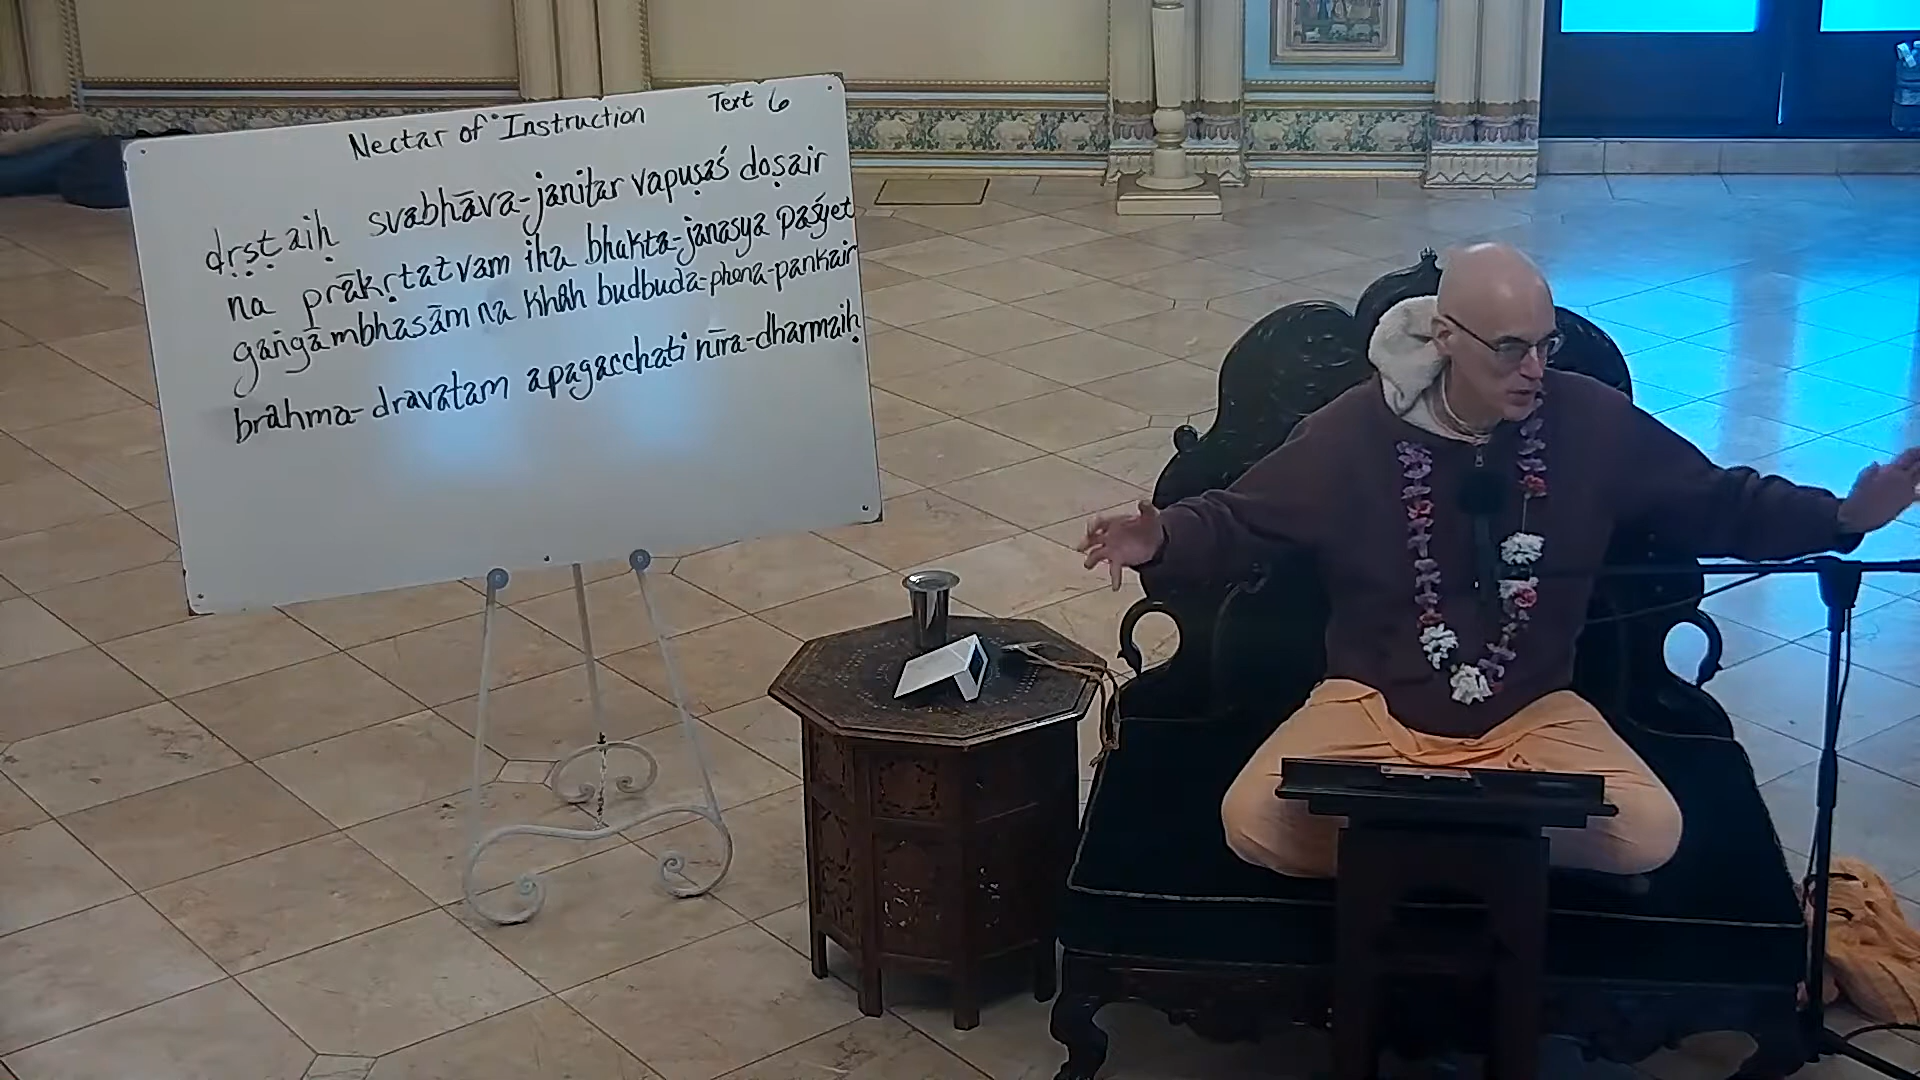 Nectar of Instruction Text 6
dṛṣṭaiḥ svabhāva-janitar vapuṣaś doṣair
na prākṛtatvam iha bhakta-janasya paśyet
gaṅgāmbhasām na khalu budbuda-phena-pankair
brahma-dravatam apagacchati nīra-dharmaiḥ